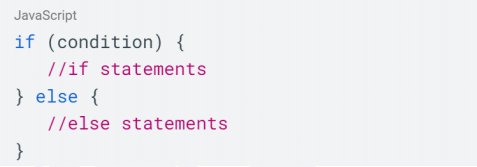 JavaScript
if (condition) {
   //if statements
} else {
   //else statements
}